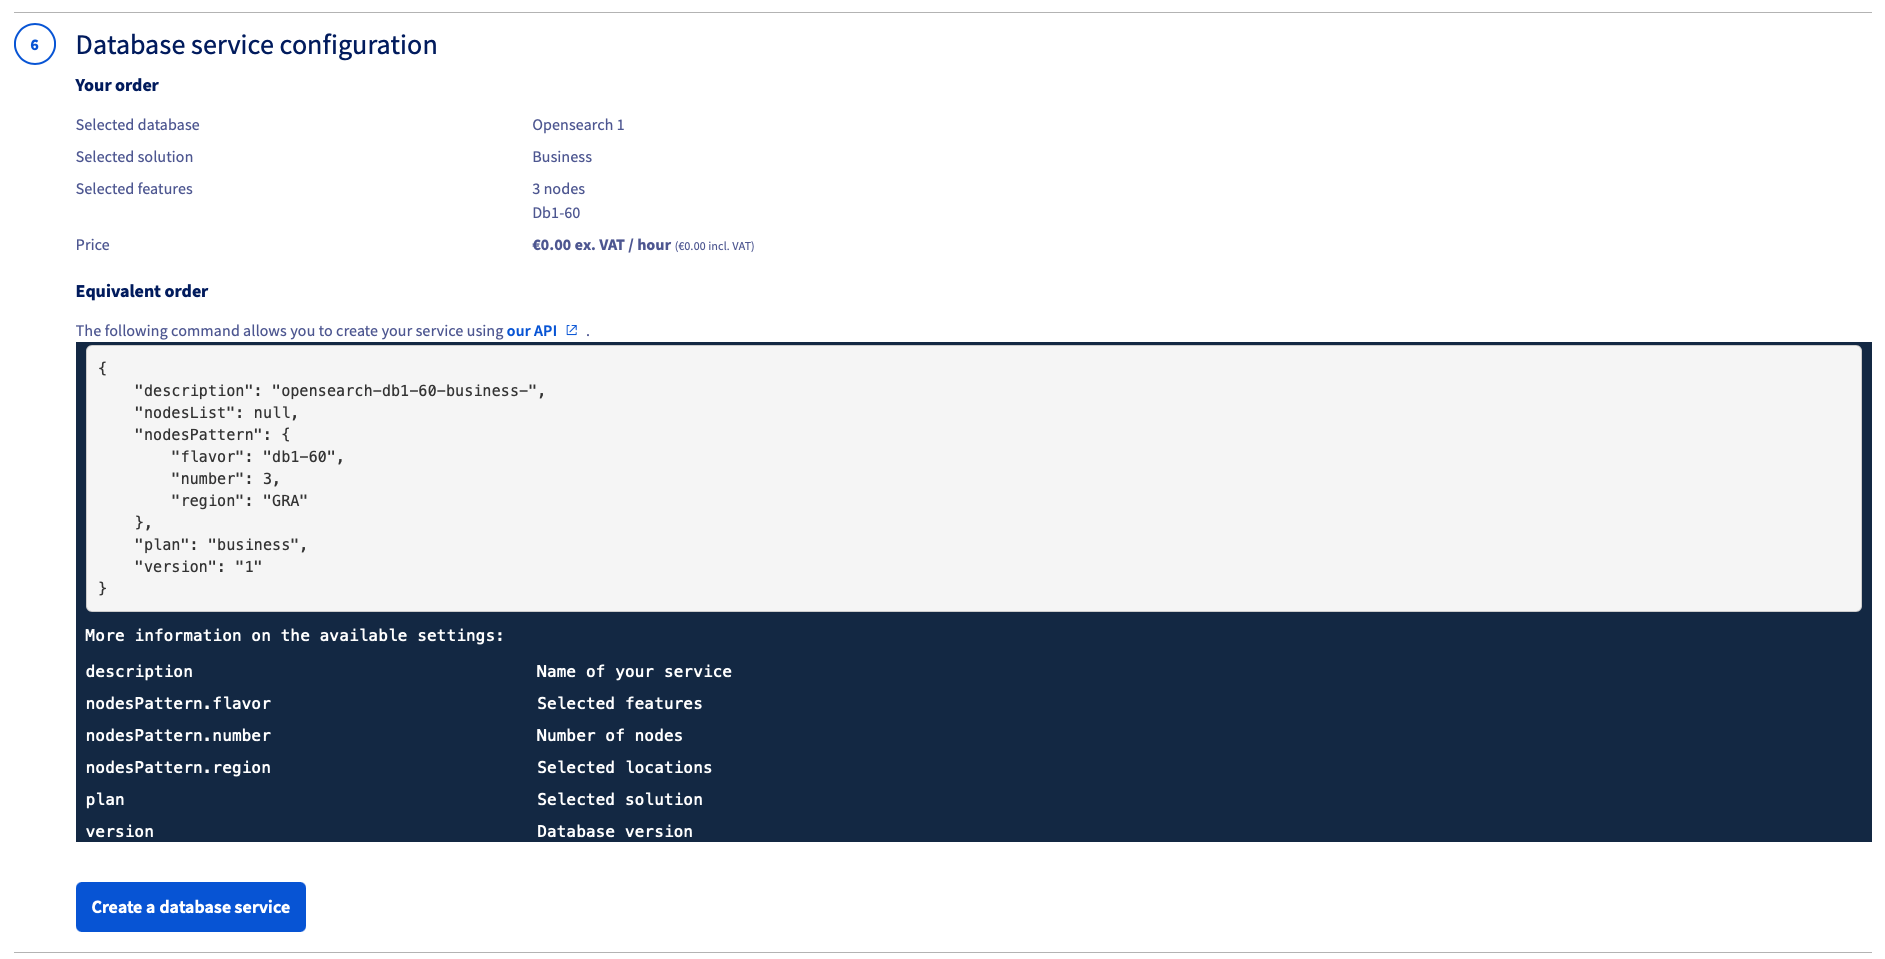 6
Database service configuration
Your order
Selected database Opensearch 1
Selected solution Business
Selected features 3 nodes
Db1-60
Price €0.00 ex. VAT / hour (€0.00 incl. VAT)
Equivalent order
The following command allows you to create your service using our API .
{
    "description": "opensearch-db1-60-business-",
    "nodesList": null,
    "nodesPattern": {
        "flavor": "db1-60",
        "number": 3,
        "region": "GRA"
    },
    "plan": "business",
    "version": "1"
}
More information on the available settings:
description Name of your service
nodesPattern.flavor Selected features
nodesPattern.number Number of nodes
nodesPattern.region Selected locations
plan Selected solution
version Database version
Create a database service